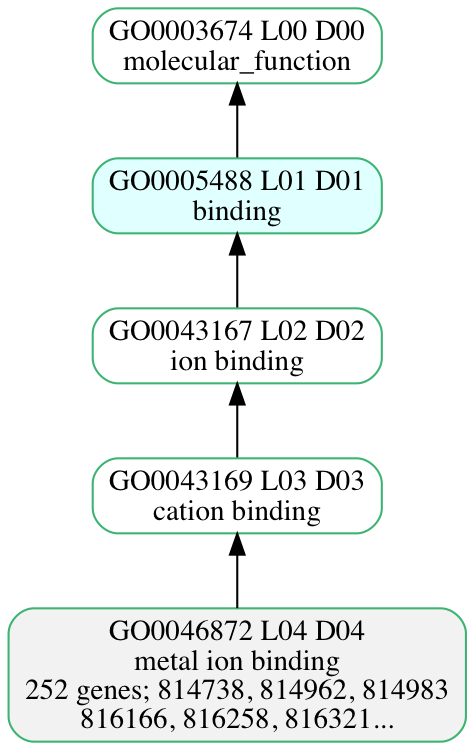 GO0003674 L00 D00
molecular_function
GO0005488 L01 D01
binding
GO0043167 L02 D02
ion binding
GO0043169 L03 D03
cation binding
GO0046872 L04 D04
metal ion binding
252 genes; 814738, 814962, 814983
816166, 816258, 816321...